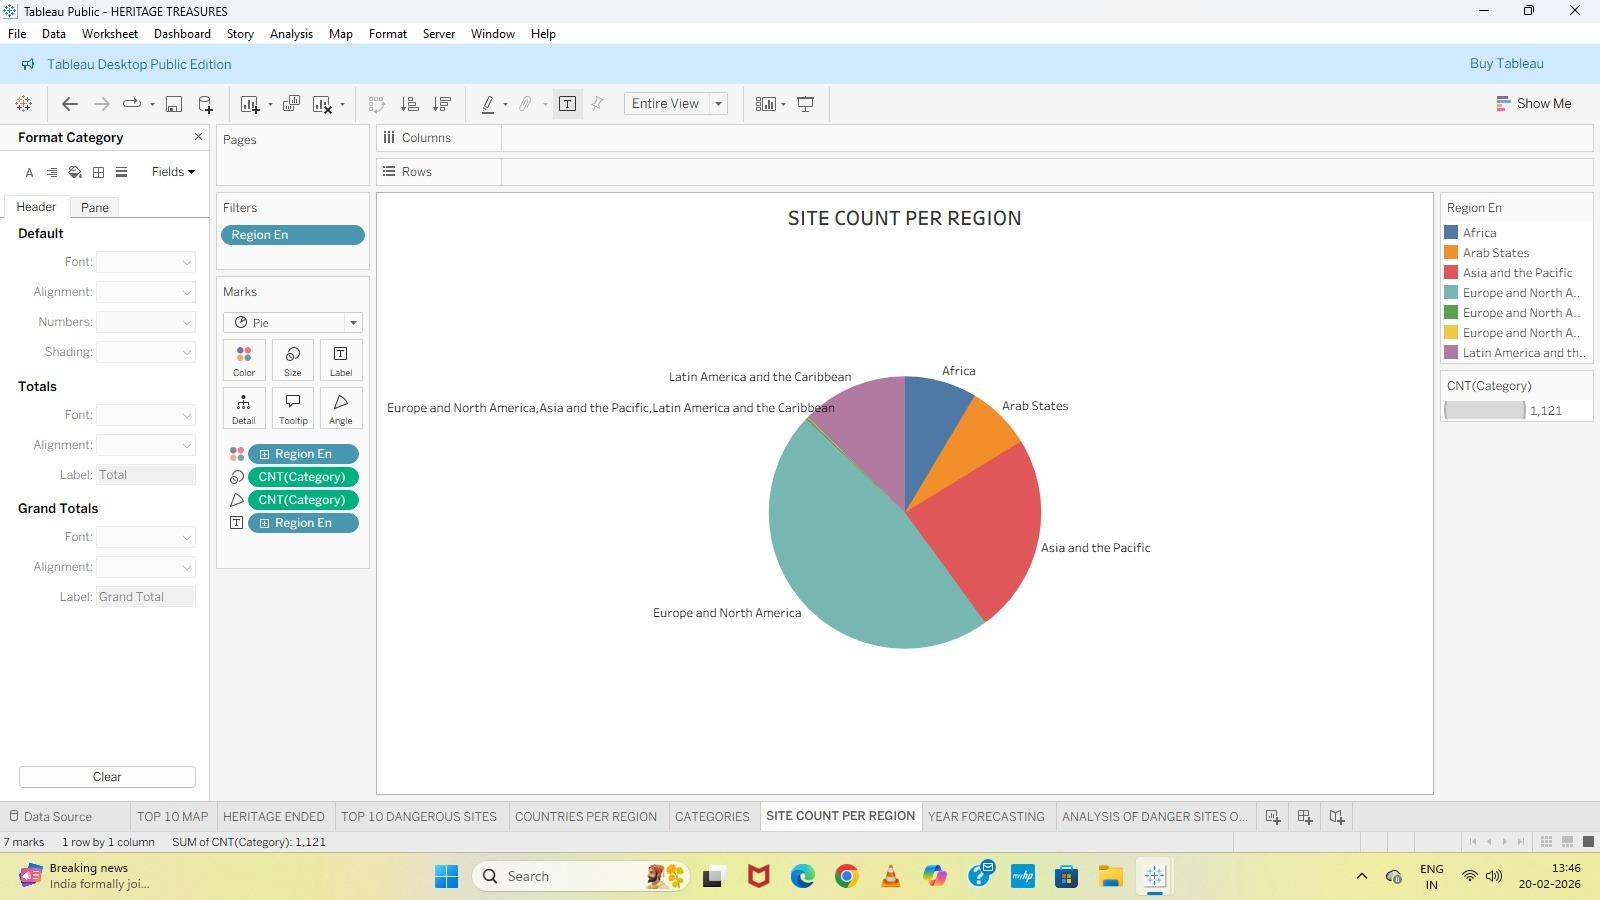 Tableau Public - HERITAGE TREASURES
File Data Worksheet Dashboard Story Analysis Map Format Server Window Help
Tableau Desktop Public Edition
Buy Tableau
Entire View
Show Me
Format Category
Fields
Header Pane
Default
Font:
Alignment:
Numbers:
Shading:
Totals
Font:
Alignment:
Label: Total
Grand Totals
Font:
Alignment:
Label: Grand Total
Clear
Pages
Filters
Region En
Marks
Pie
Color Size Label
Detail Tooltip Angle
Region En
CNT(Category)
CNT(Category)
Region En
Columns
Rows
SITE COUNT PER REGION
Africa
Latin America and the Caribbean
Arab States
Europe and North America,Asia and the Pacific,Latin America and the Caribbean
Asia and the Pacific
Europe and North America
Region En
Africa
Arab States
Asia and the Pacific
Europe and North A..
Europe and North A..
Europe and North A..
Latin America and th..
CNT(Category)
1,121
Data Source TOP 10 MAP HERITAGE ENDED TOP 10 DANGEROUS SITES COUNTRIES PER REGION CATEGORIES SITE COUNT PER REGION YEAR FORECASTING ANALYSIS OF DANGER SITES O...
7 marks 1 row by 1 column SUM of CNT(Category): 1,121
Breaking news
India formally joi...
Search
myhp
ENG
IN
13:46
20-02-2026